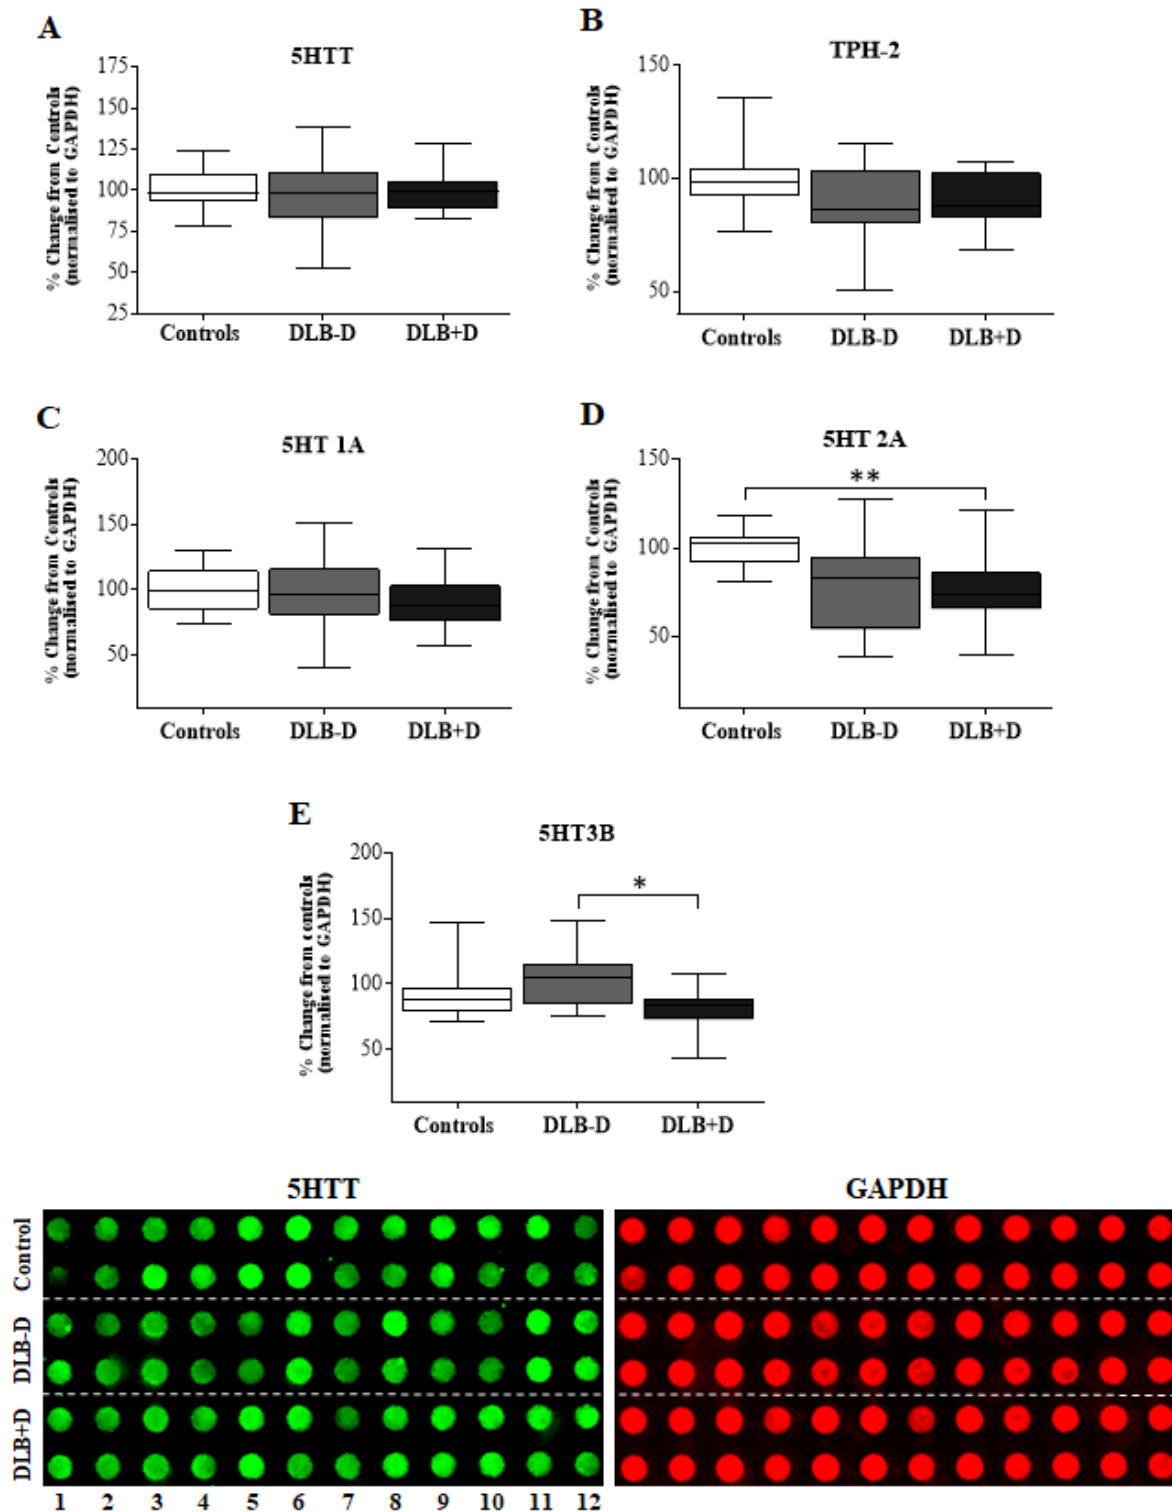 A
5HTT
% Change from Controls
(normalised to GAPDH)
175
150
125
100
75
50
25
Controls DLB-D DLB+D
B
TPH-2
% Change from Controls
(normalised to GAPDH)
150
100
50
Controls DLB-D DLB+D
C
5HT 1A
% Change from Controls
(normalised to GAPDH)
200
150
100
50
Controls DLB-D DLB+D
D
5HT 2A
% Change from Controls
(normalised to GAPDH)
150
100
50
**
Controls DLB-D DLB+D
E
5HT3B
% Change from controls
(normalised to GAPDH)
200
150
100
50
*
Controls DLB-D DLB+D
5HTT GAPDH
Control
DLB-D
DLB+D
1 2 3 4 5 6 7 8 9 10 11 12